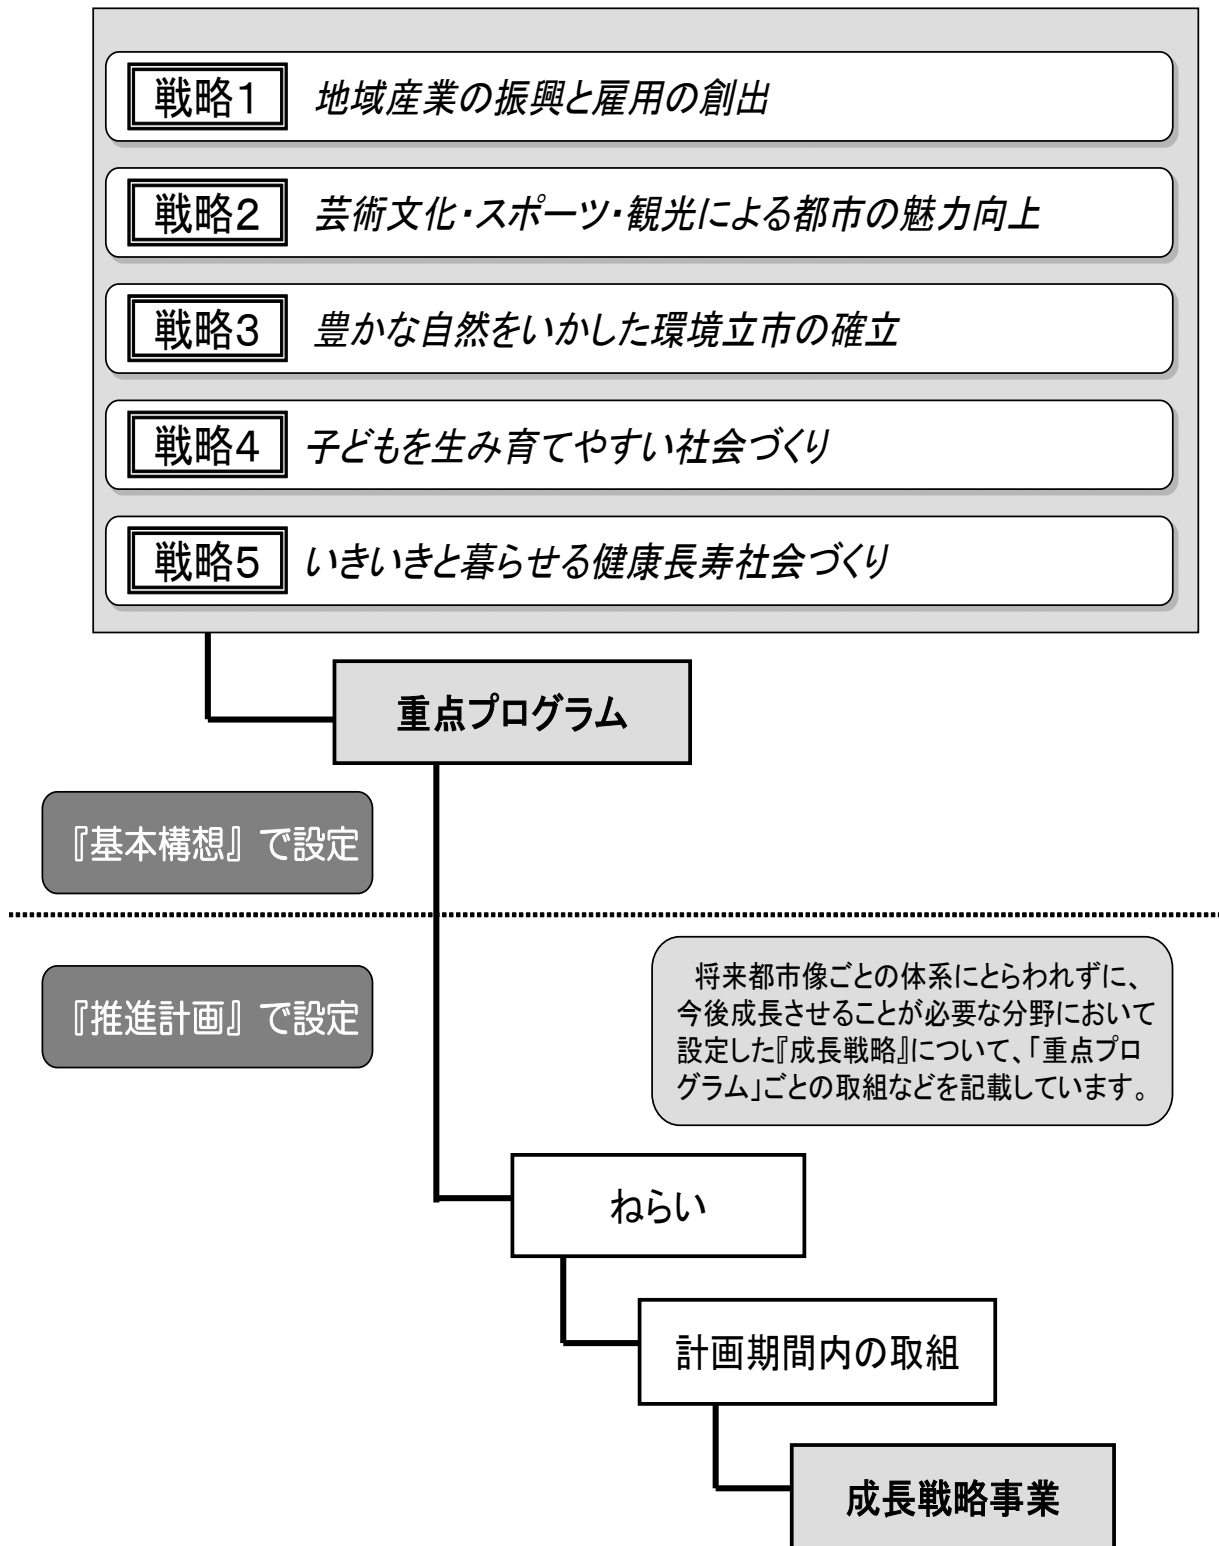 戦略1 地域産業の振興と雇用の創出
戦略2 芸術文化・スポーツ・観光による都市の魅力向上
戦略3 豊かな自然をいかした環境立市の確立
戦略4 子どもを生み育てやすい社会づくり
戦略5 いきいきと暮らせる健康長寿社会づくり
重点プログラム
『基本構想』で設定
『推進計画』で設定
将来都市像ごとの体系にとらわれずに、
今後成長させることが必要な分野において
設定した『成長戦略』について、「重点プロ
グラム」ごとの取組などを記載しています。
ねらい
計画期間内の取組
成長戦略事業